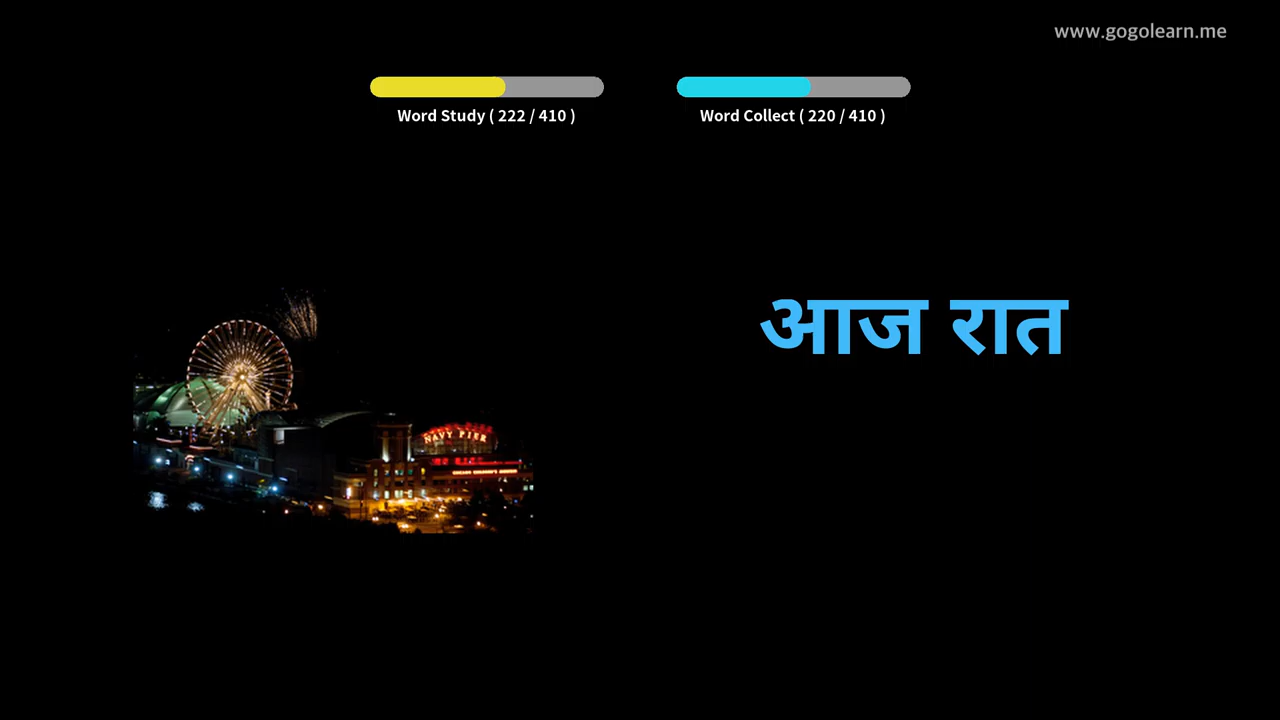 www.gogolearn.me
Word Study ( 222 / 410 )
Word Collect ( 220 / 410 )
आज रात
NAVY PIER